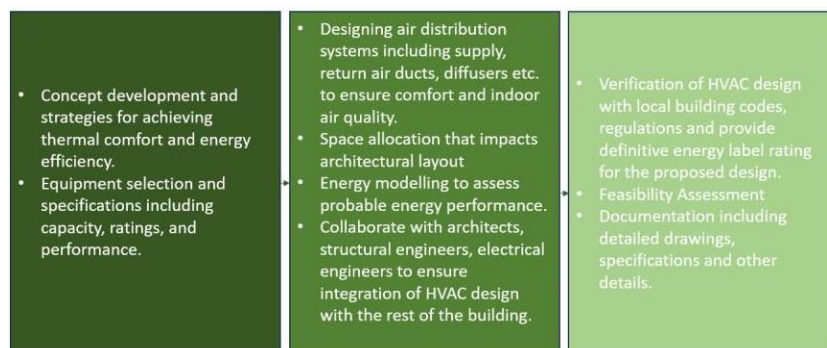 • Concept development and
strategies for achieving
thermal comfort and energy
efficiency.
• Equipment selection and
specifications including
capacity, ratings, and
performance.
• Designing air distribution
systems including supply,
return air ducts, diffusers etc.
to ensure comfort and indoor
air quality.
• Space allocation that impacts
architectural layout
• Energy modelling to assess
probable energy performance.
• Collaborate with architects,
structural engineers, electrical
engineers to ensure
integration of HVAC design
with the rest of the building.
• Verification of HVAC design
with local building codes,
regulations and provide
definitive energy label rating
for the proposed design.
• Feasibility Assessment
• Documentation including
detailed drawings,
specifications and other
details.